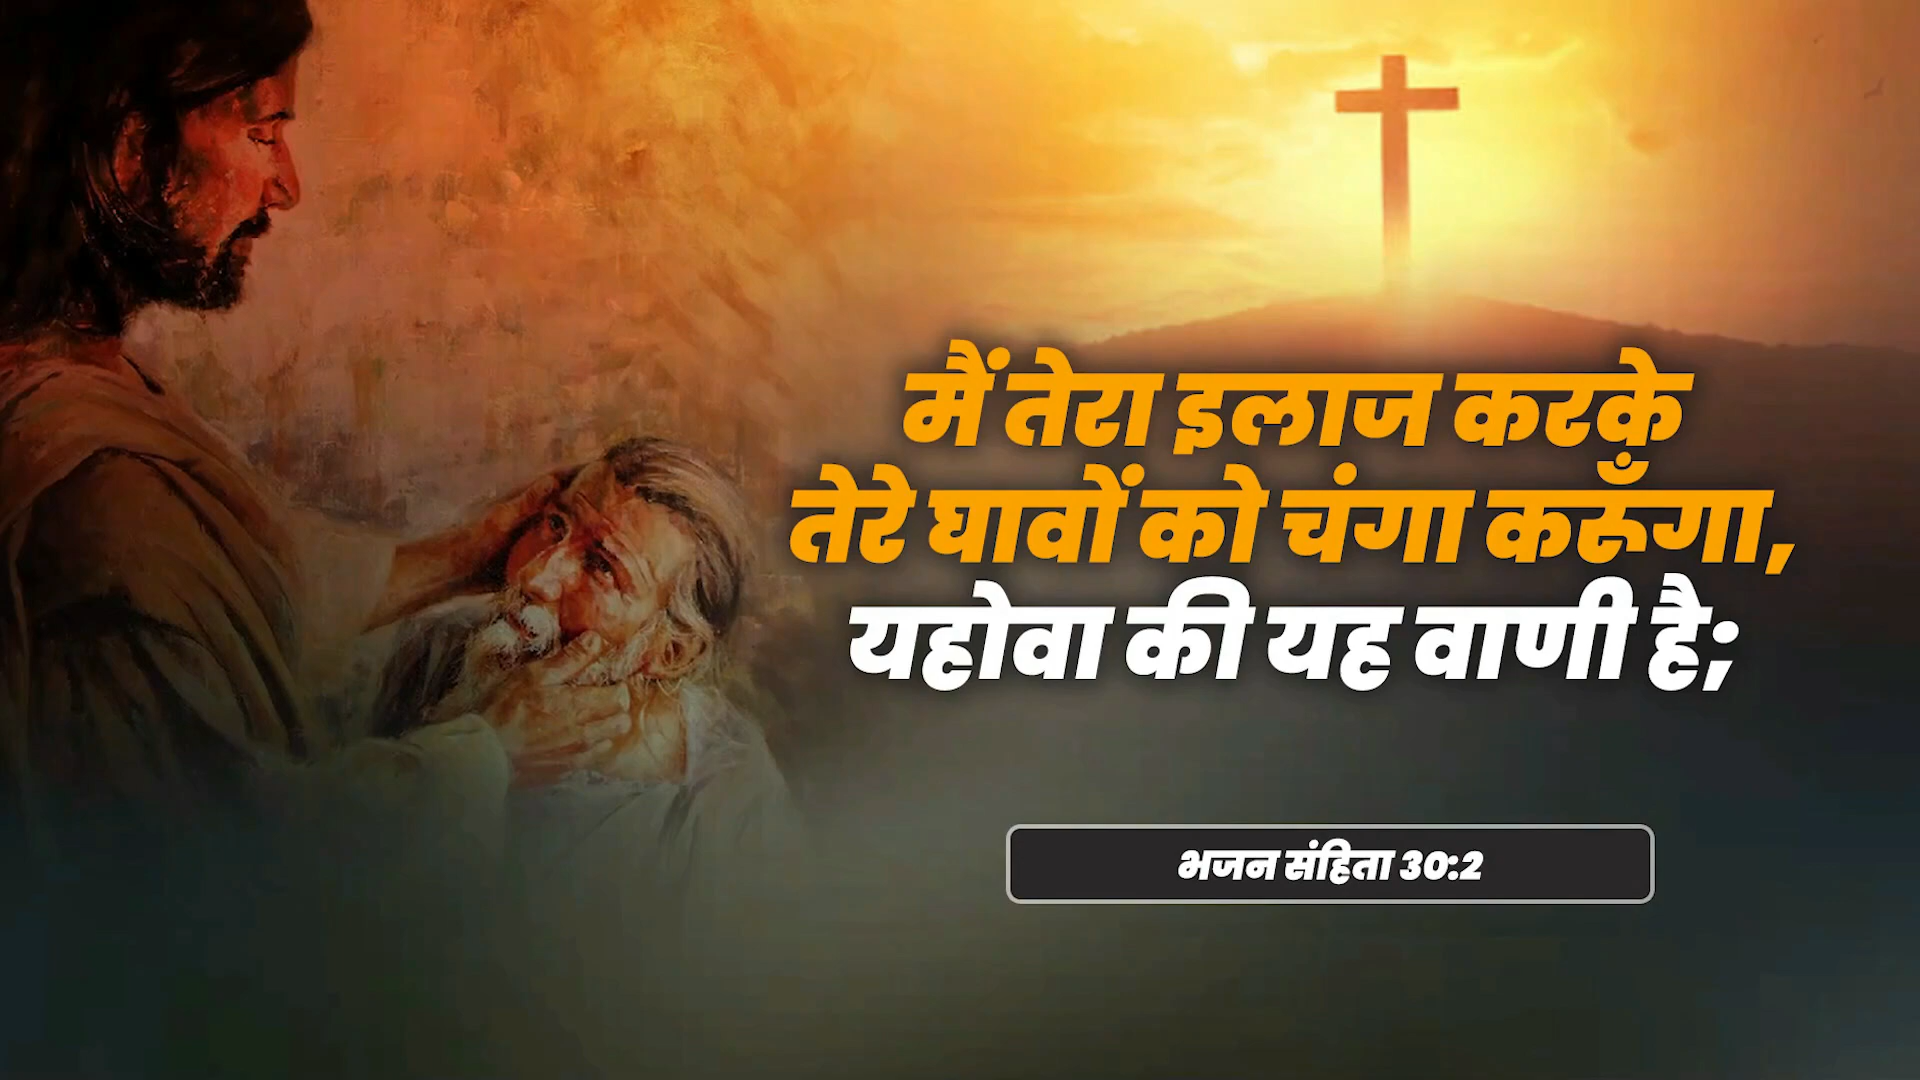 मैं तेरा इलाज करके
तेरे घावों को चंगा करूँगा,
यहोवा की यह वाणी है;
भजन संहिता 30:2